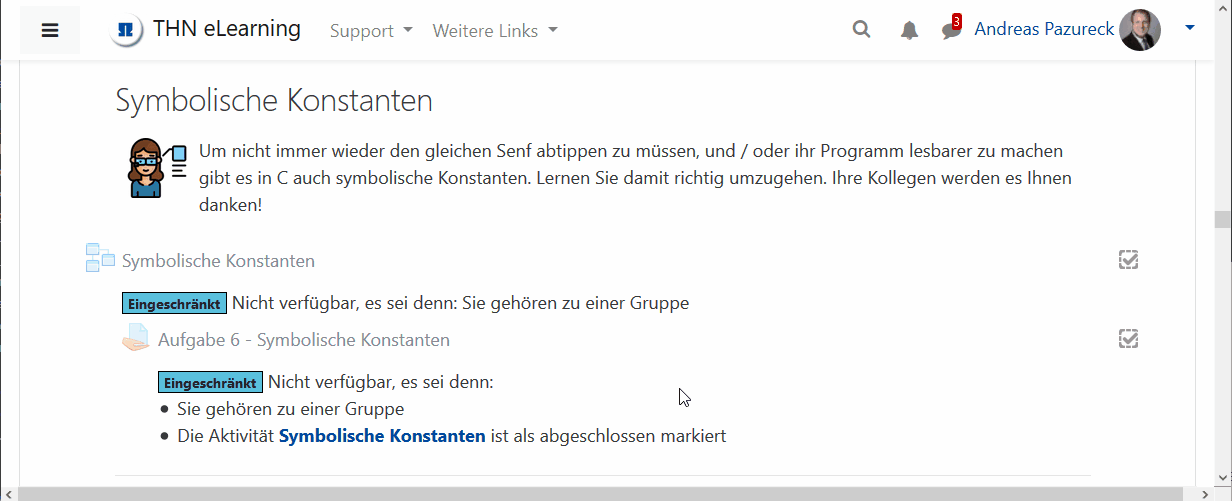 THN eLearning Support Weitere Links 3 Andreas Pazureck
Symbolische Konstanten
Um nicht immer wieder den gleichen Senf abtippen zu müssen, und / oder ihr Programm lesbarer zu machen
gibt es in C auch symbolische Konstanten. Lernen Sie damit richtig umzugehen. Ihre Kollegen werden es Ihnen
danken!
Symbolische Konstanten
Eingeschränkt Nicht verfügbar, es sei denn: Sie gehören zu einer Gruppe
Aufgabe 6 - Symbolische Konstanten
Eingeschränkt Nicht verfügbar, es sei denn:
• Sie gehören zu einer Gruppe
• Die Aktivität Symbolische Konstanten ist als abgeschlossen markiert